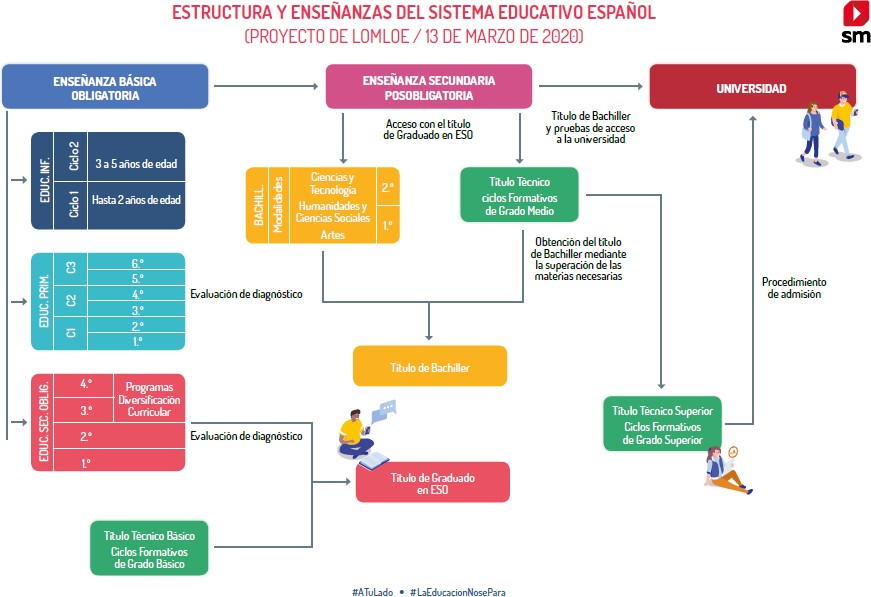 ESTRUCTURA Y ENSEÑANZAS DEL SISTEMA EDUCATIVO ESPAÑOL
(PROYECTO DE LOMLOE / 13 DE MARZO DE 2020)
sm
ENSEÑANZA BÁSICA
OBLIGATORIA
ENSEÑANZA SECUNDARIA
POSOBLIGATORIA
UNIVERSIDAD
Acceso con el título
de Graduado en ESO
Título de Bachiller
y pruebas de acceso
a la universidad
EDUC. INF.
Ciclo 2
3 a 5 años de edad
Ciclo 1
Hasta 2 años de edad
BACHILL.
Modalidades
Ciencias y
Tecnología
Humanidades y
Ciencias Sociales
Artes
2.º
1.º
Título Técnico
ciclos Formativos
de Grado Medio
Obtención del título
de Bachiller mediante
la superación de las
materias necesarias
Procedimiento
de admisión
EDUC. PRIM.
C3
6.º
5.º
C2
4.º
3.º
C1
2.º
1.º
Evaluación de diagnóstico
Título de Bachiller
EDUC. SEC. OBLIG.
4.º
3.º
Programas
Diversificación
Curricular
2.º
1.º
Evaluación de diagnóstico
Título Técnico Superior
Ciclos Formativos
de Grado Superior
Título de Graduado
en ESO
Título Técnico Básico
Ciclos Formativos
de Grado Básico
#ATuLado • #LaEducacionNosePara